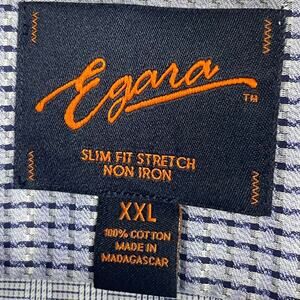 Egara
TM
SLIM FIT STRETCH
NON IRON
XXL
100% COTTON
MADE IN
MADAGASCAR